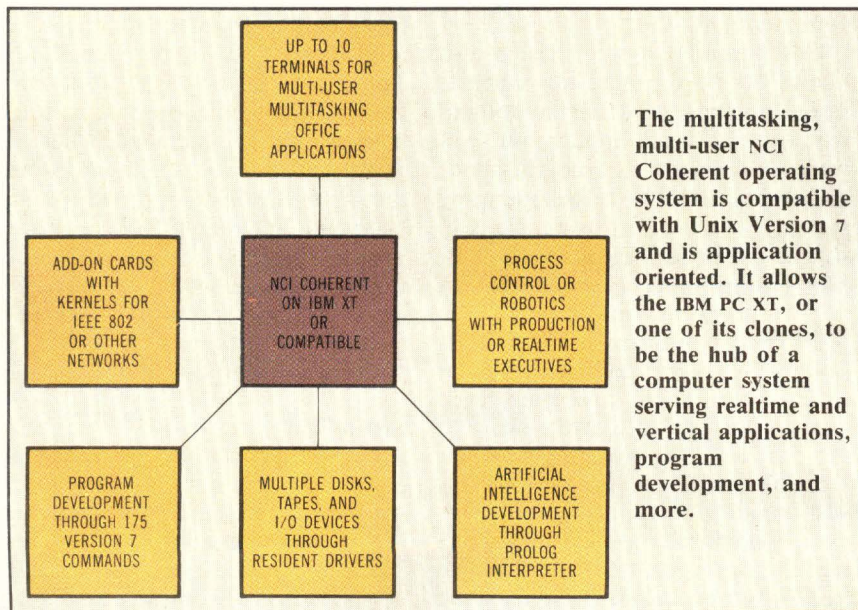 UP TO 10
TERMINALS FOR
MULTI-USER
MULTITASKING
OFFICE
APPLICATIONS
ADD-ON CARDS
WITH
KERNELS FOR
IEEE 802
OR OTHER
NETWORKS
NCI COHERENT
ON IBM XT
OR
COMPATIBLE
PROCESS
CONTROL OR
ROBOTICS
WITH PRODUCTION
OR REALTIME
EXECUTIVES
PROGRAM
DEVELOPMENT
THROUGH 175
VERSION 7
COMMANDS
MULTIPLE DISKS,
TAPES, AND
I/O DEVICES
THROUGH
RESIDENT DRIVERS
ARTIFICIAL
INTELLIGENCE
DEVELOPMENT
THROUGH
PROLOG
INTERPRETER
The multitasking,
multi-user NCI
Coherent operating
system is compatible
with Unix Version 7
and is application
oriented. It allows
the IBM PC XT, or
one of its clones, to
be the hub of a
computer system
serving realtime and
vertical applications,
program
development, and
more.